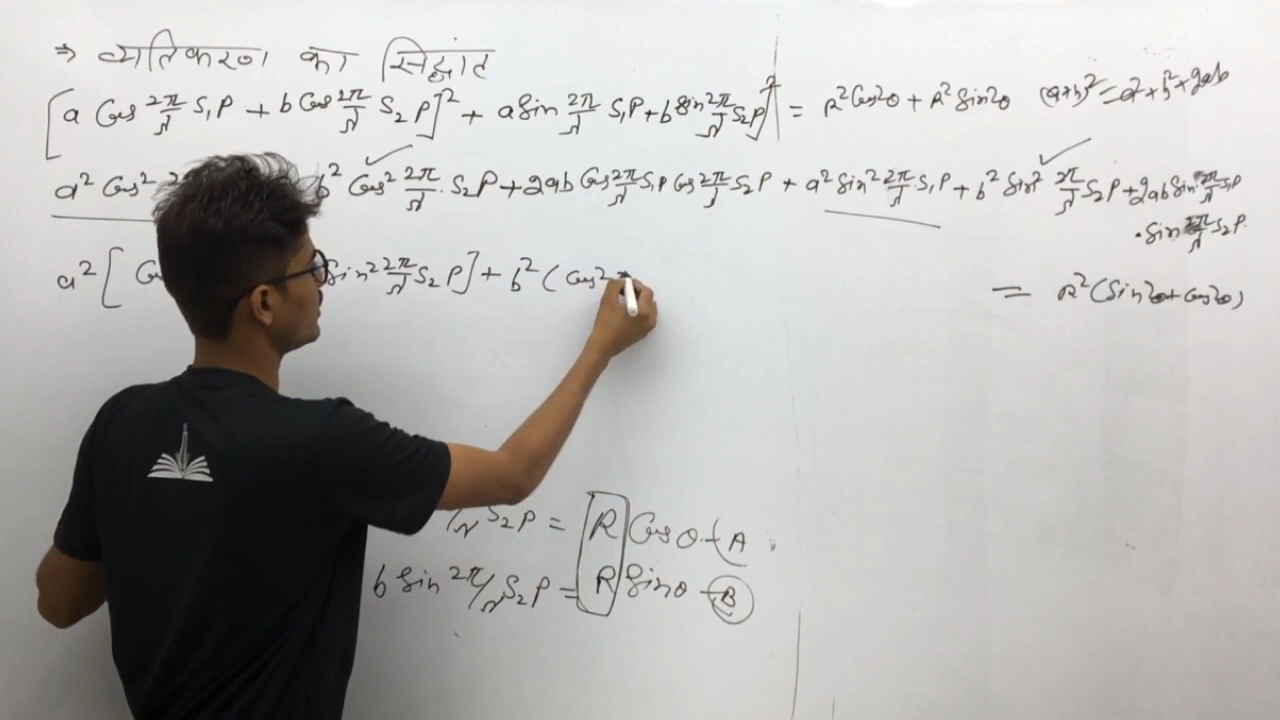 ⇒ व्यतिकरण का सिद्धांत
[a Cos 2π/λ S₁P + b Cos 2π/λ S₂P]² + a Sin 2π/λ S₁P + b Sin 2π/λ S₂P]² = R² Cos²θ + R² Sin²θ (a+b)² = a² + b² + 2ab
a² Cos² b² Cos² 2π/λ . S₂P + 2ab Cos 2π/λ S₁P Cos 2π/λ S₂P + a² Sin² 2π/λ S₁P + b² Sin² 2π/λ S₂P + 2ab Sin 2π/λ S₁P
. Sin 2π/λ S₂P.
a² [ Sin² 2π/λ S₂P] + b² ( Cos²
= R² (Sin²θ + Cos²θ)
S₂P = R Cos θ - A
b Sin 2π/λ S₂P = R Sin θ - B